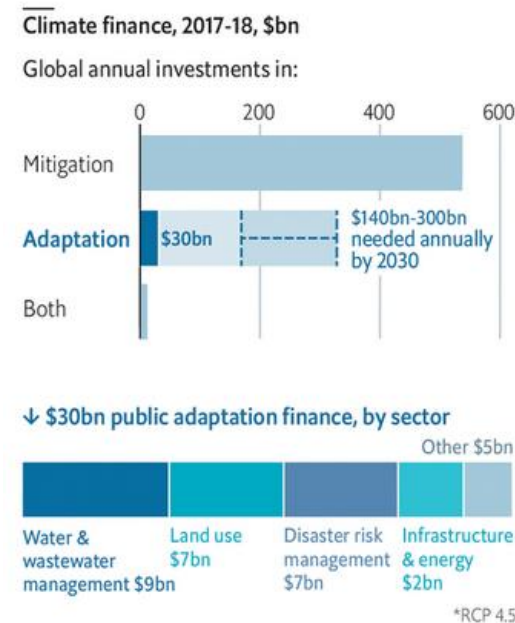 Climate finance, 2017-18, $bn
Global annual investments in:
0 200 400 600
Mitigation
Adaptation $30bn
$140bn-300bn
needed annually
by 2030
Both
↓ $30bn public adaptation finance, by sector
Other $5bn
Water &
wastewater
management $9bn
Land use
$7bn
Disaster risk
management
$7bn
Infrastructure
& energy
$2bn
*RCP 4.5